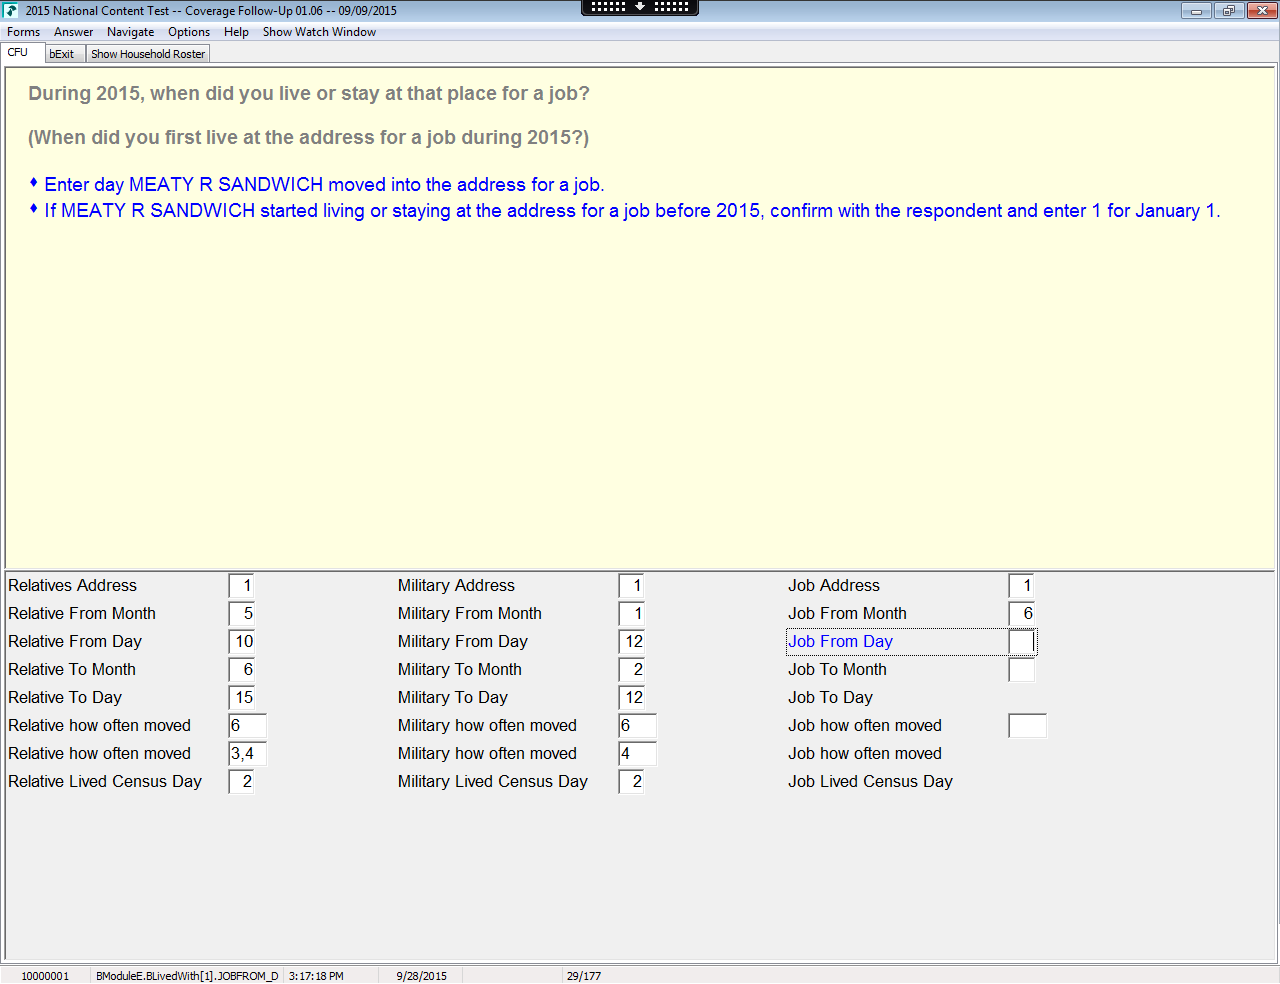 2015 National Content Test -- Coverage Follow-Up 01.06 -- 09/09/2015
Forms Answer Navigate Options Help Show Watch Window
CFU bExit Show Household Roster
During 2015, when did you live or stay at that place for a job?
(When did you first live at the address for a job during 2015?)
♦ Enter day MEATY R SANDWICH moved into the address for a job.
♦ If MEATY R SANDWICH started living or staying at the address for a job before 2015, confirm with the respondent and enter 1 for January 1.
Relatives Address 1 Military Address 1 Job Address 1
Relative From Month 5 Military From Month 1 Job From Month 6
Relative From Day 10 Military From Day 12 Job From Day
Relative To Month 6 Military To Month 2 Job To Month
Relative To Day 15 Military To Day 12 Job To Day
Relative how often moved 6 Military how often moved 6 Job how often moved
Relative how often moved 3,4 Military how often moved 4 Job how often moved
Relative Lived Census Day 2 Military Lived Census Day 2 Job Lived Census Day
10000001 BModuleE.BLivedWith[1].JOBFROM_D 3:17:18 PM 9/28/2015 29/177